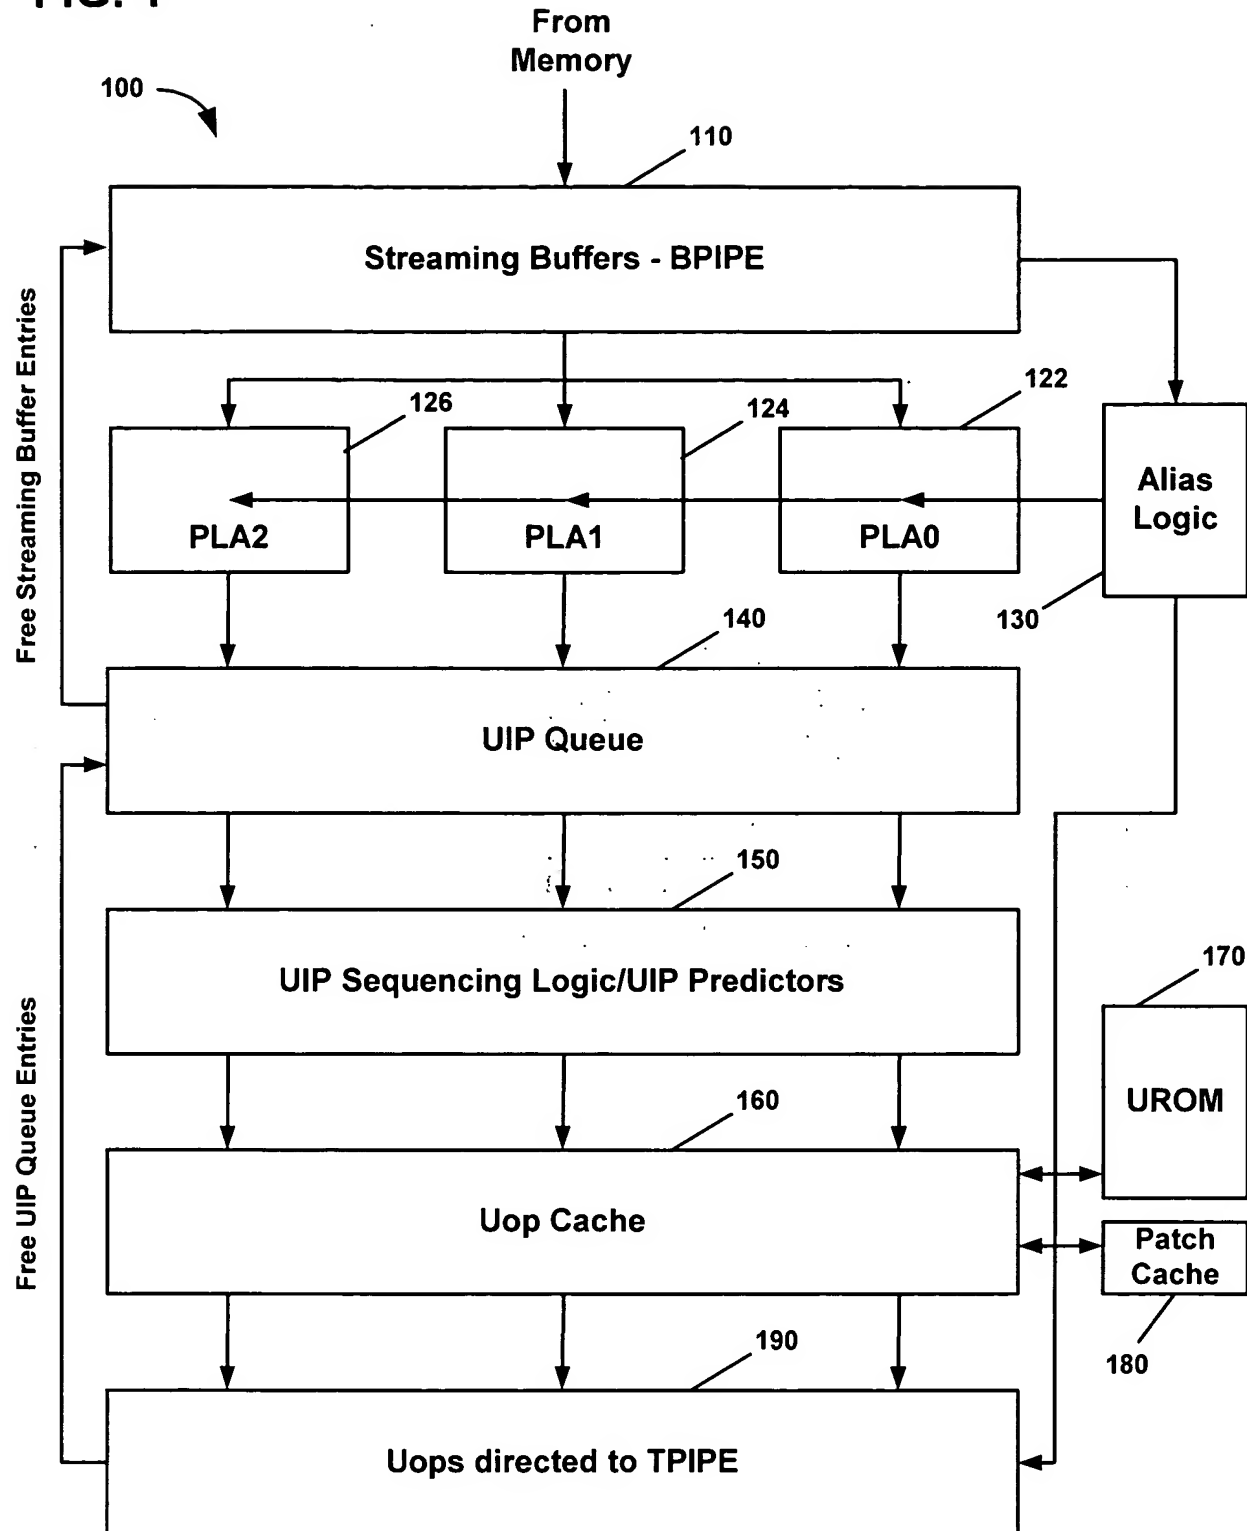 From
Memory
100
110
Streaming Buffers - BPIPE
Free Streaming Buffer Entries
126
124
122
PLA2
PLA1
PLA0
Alias
Logic
130
140
UIP Queue
150
UIP Sequencing Logic/UIP Predictors
Free UIP Queue Entries
170
UROM
160
Uop Cache
Patch
Cache
180
190
Uops directed to TPIPE